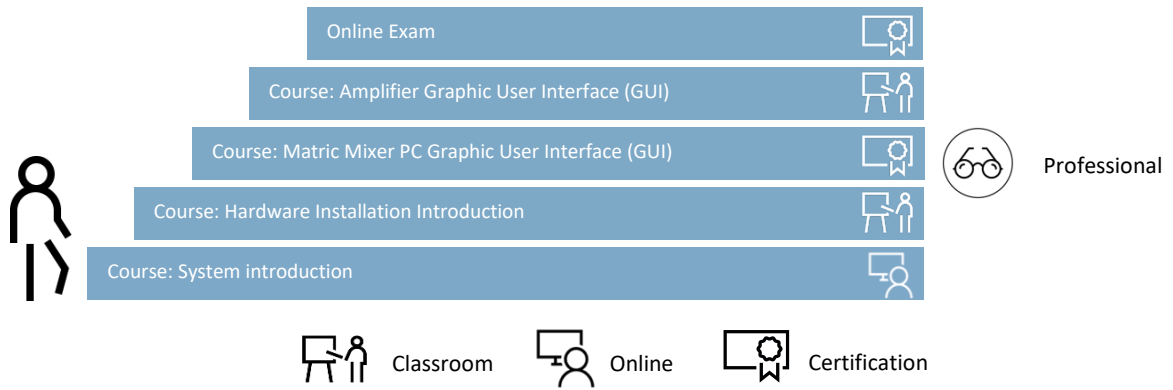 Online Exam
Course: Amplifier Graphic User Interface (GUI)
Course: Matric Mixer PC Graphic User Interface (GUI)
Professional
Course: Hardware Installation Introduction
Course: System introduction
Classroom
Online
Certification